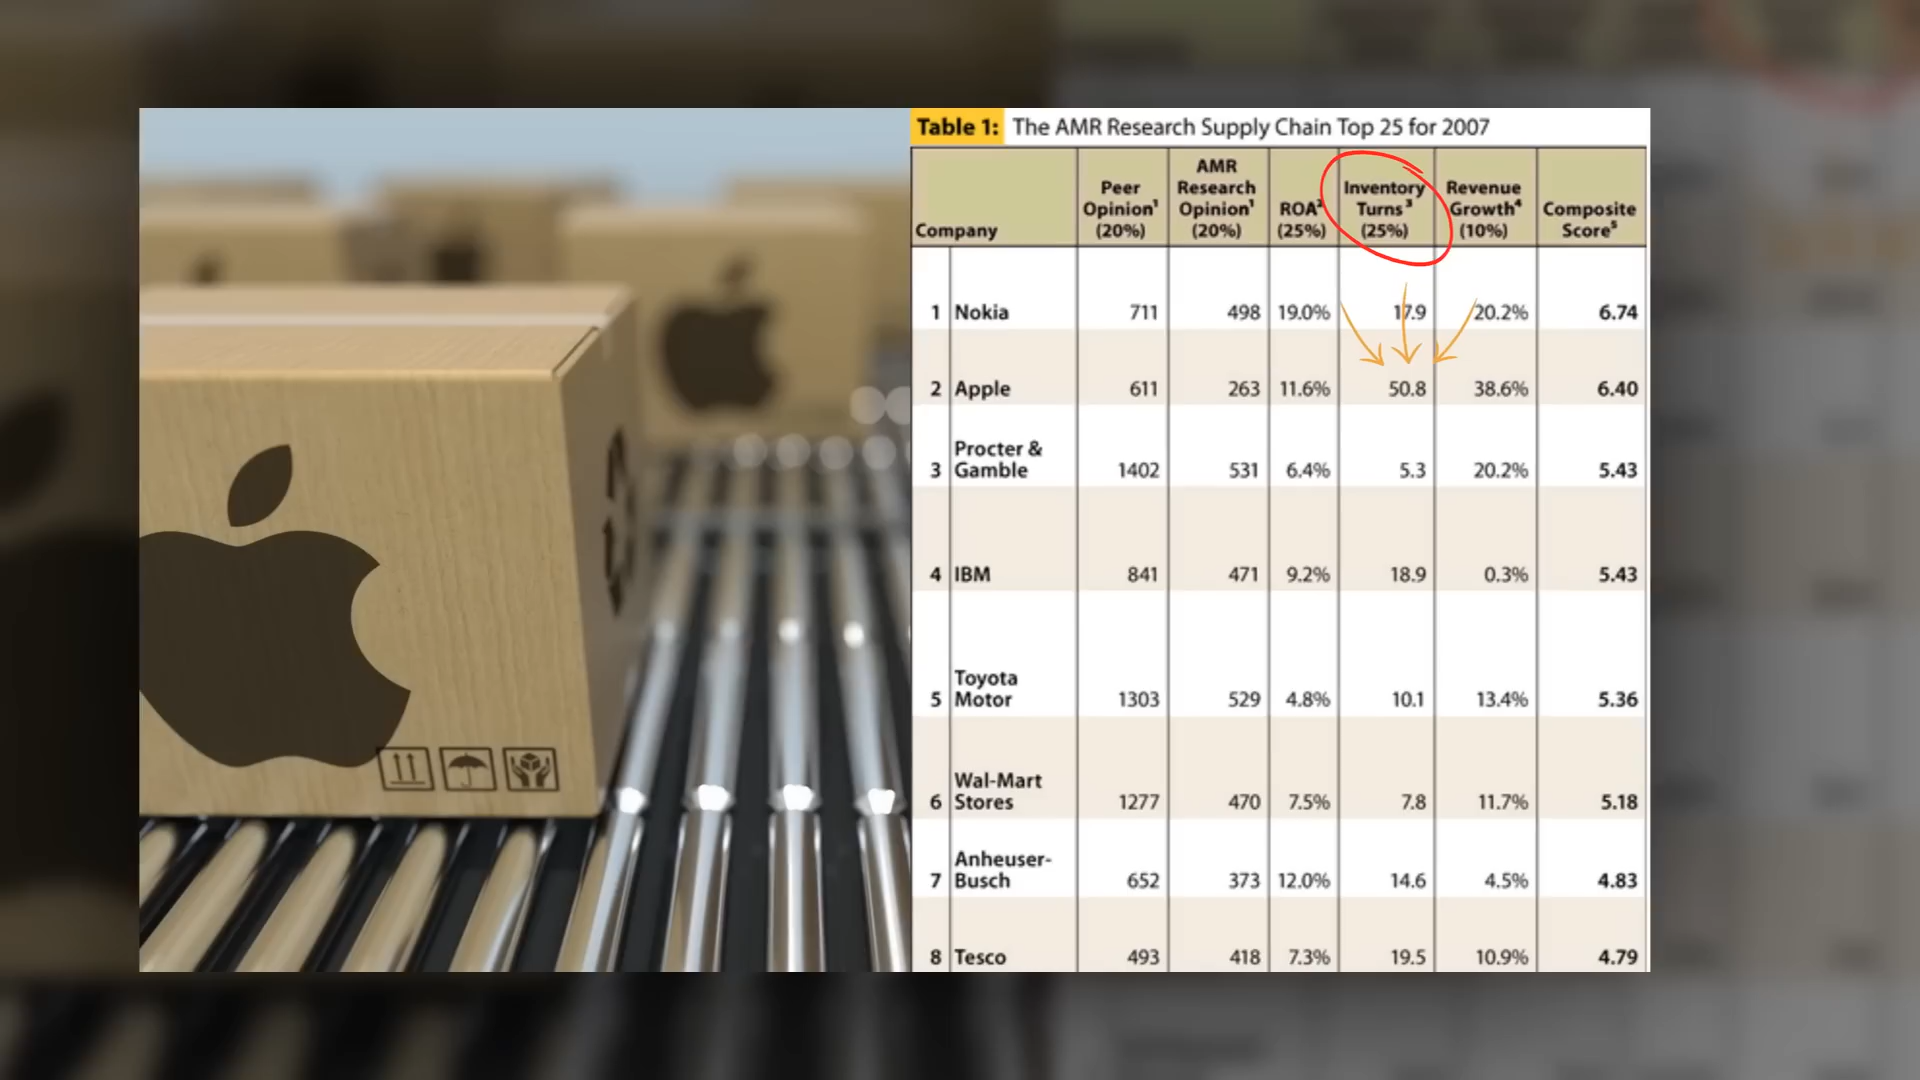 Table 1: The AMR Research Supply Chain Top 25 for 2007
Company Peer Opinion¹ (20%) AMR Research Opinion¹ (20%) ROA² (25%) Inventory Turns³ (25%) Revenue Growth⁴ (10%) Composite Score⁵
1 Nokia 711 498 19.0% 17.9 20.2% 6.74
2 Apple 611 263 11.6% 50.8 38.6% 6.40
3 Procter & Gamble 1402 531 6.4% 5.3 20.2% 5.43
4 IBM 841 471 9.2% 18.9 0.3% 5.43
5 Toyota Motor 1303 529 4.8% 10.1 13.4% 5.36
6 Wal-Mart Stores 1277 470 7.5% 7.8 11.7% 5.18
7 Anheuser-Busch 652 373 12.0% 14.6 4.5% 4.83
8 Tesco 493 418 7.3% 19.5 10.9% 4.79